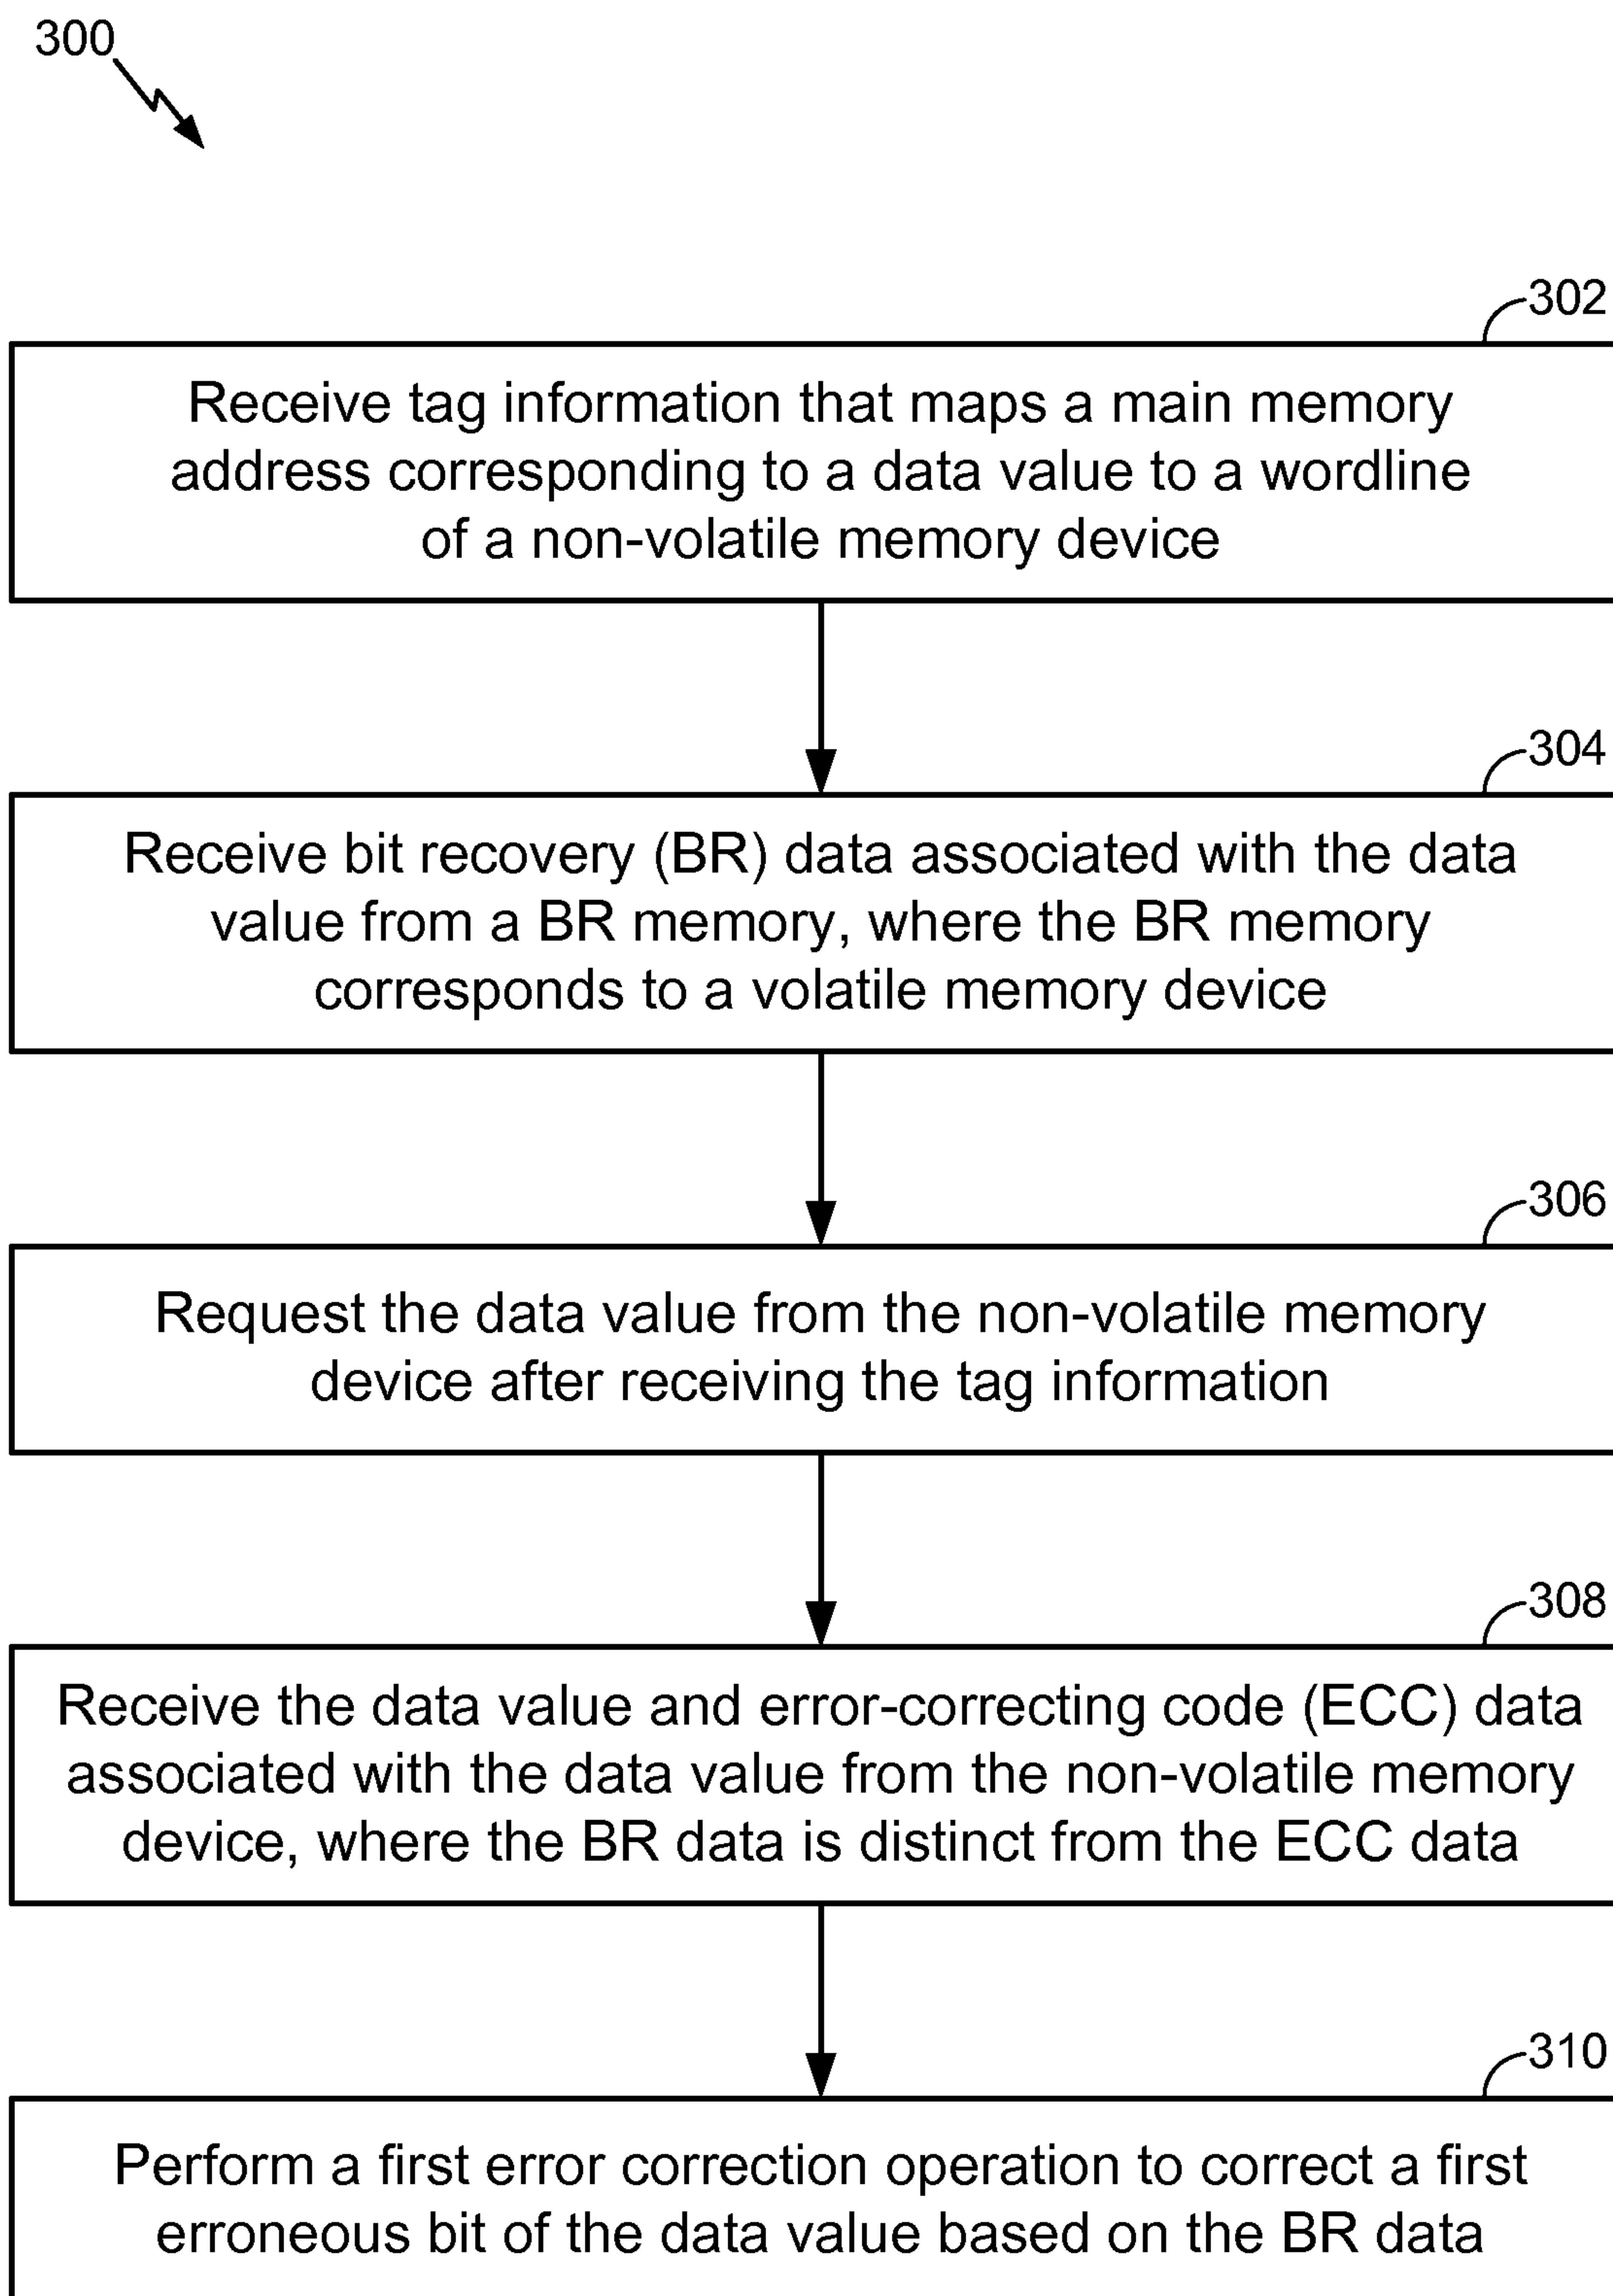 300
302
Receive tag information that maps a main memory
address corresponding to a data value to a wordline
of a non-volatile memory device
304
Receive bit recovery (BR) data associated with the data
value from a BR memory, where the BR memory
corresponds to a volatile memory device
306
Request the data value from the non-volatile memory
device after receiving the tag information
308
Receive the data value and error-correcting code (ECC) data
associated with the data value from the non-volatile memory
device, where the BR data is distinct from the ECC data
310
Perform a first error correction operation to correct a first
erroneous bit of the data value based on the BR data